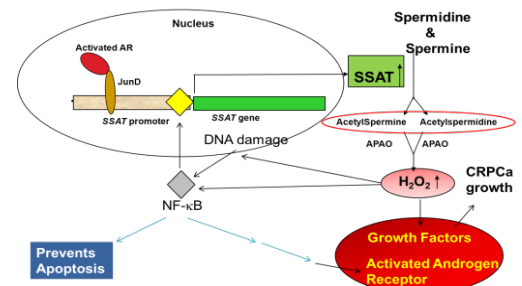 Nucleus
Spermidine
&
Spermine
Activated AR
JunD
SSAT
SSAT promoter
SSAT gene
AcetylSpermine
Acetylspermidine
DNA damage
APAO
APAO
H₂O₂
CRPCa
growth
NF-κB
Growth Factors
Prevents
Apoptosis
Activated Androgen
Receptor